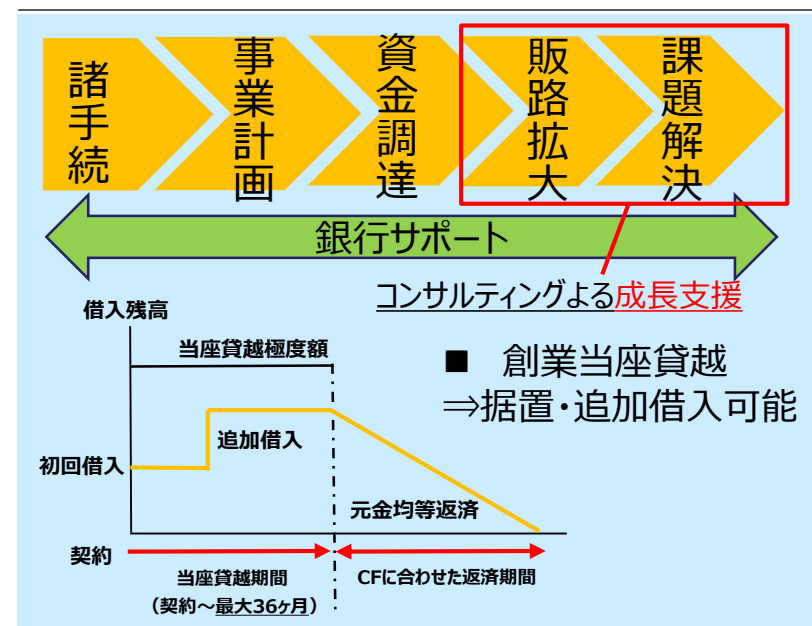 諸手続
事業計画
資金調達
販路拡大
課題解決
銀行サポート
コンサルティングよる成長支援
借入残高
当座貸越極度額
■ 創業当座貸越
⇒据置・追加借入可能
追加借入
初回借入
元金均等返済
契約
当座貸越期間
（契約～最大36ヶ月）
CFに合わせた返済期間